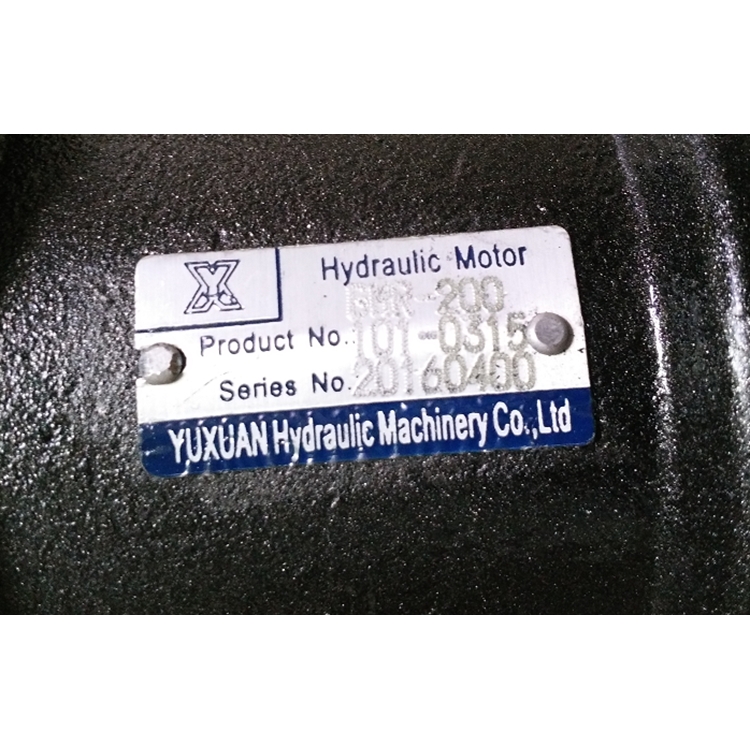 X
Hydraulic Motor
BMR-200
Product No. 101-0315
Series No. 20160400
YUXUAN Hydraulic Machinery Co.,Ltd